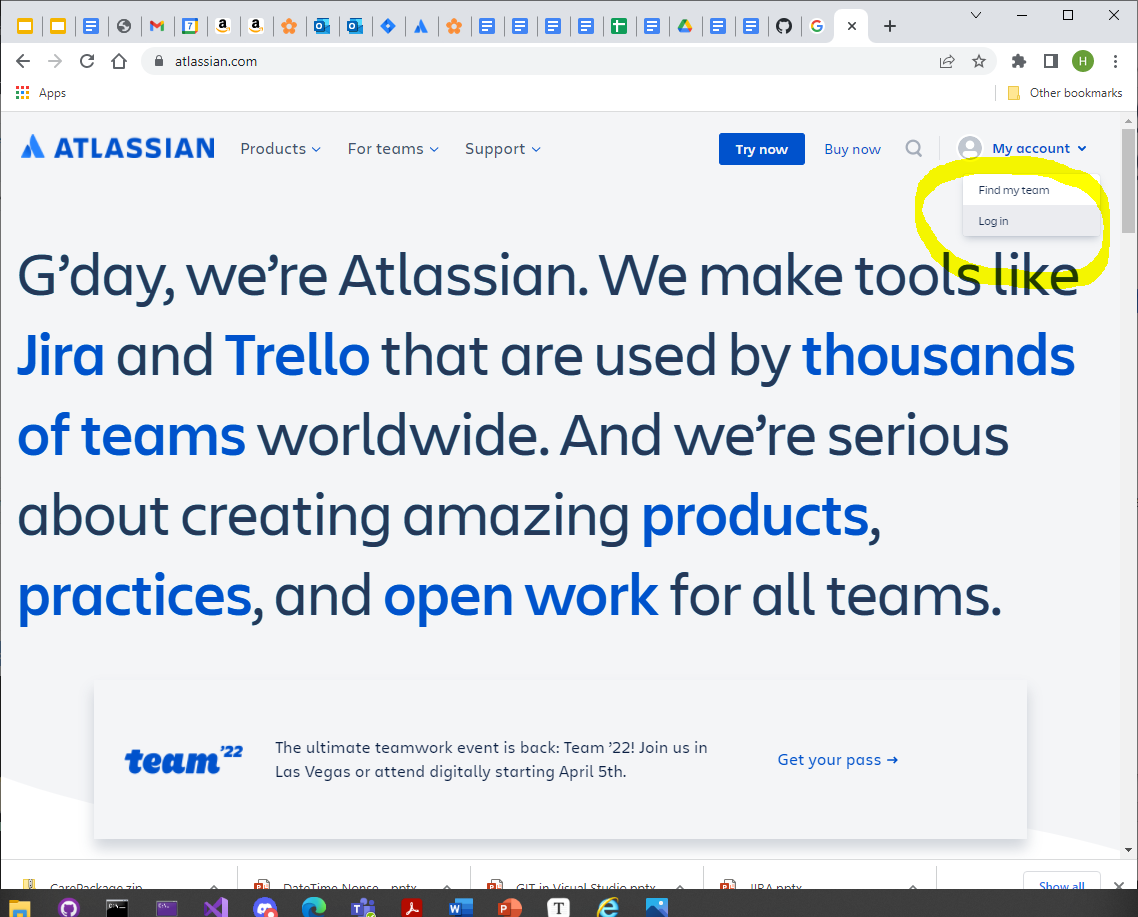 7
a
a
atlassian.com
H
Apps
Other bookmarks
ATLASSIAN
Products
For teams
Support
Try now
Buy now
My account
Find my team
Log in
G’day, we’re Atlassian. We make tools like
Jira and Trello that are used by thousands
of teams worldwide. And we’re serious
about creating amazing products,
practices, and open work for all teams.
team ’22
The ultimate teamwork event is back: Team ’22! Join us in
Las Vegas or attend digitally starting April 5th.
Get your pass →
CarePackage.zip
GIT in Visual Studio.pptx
JIRA.pptx
Show all